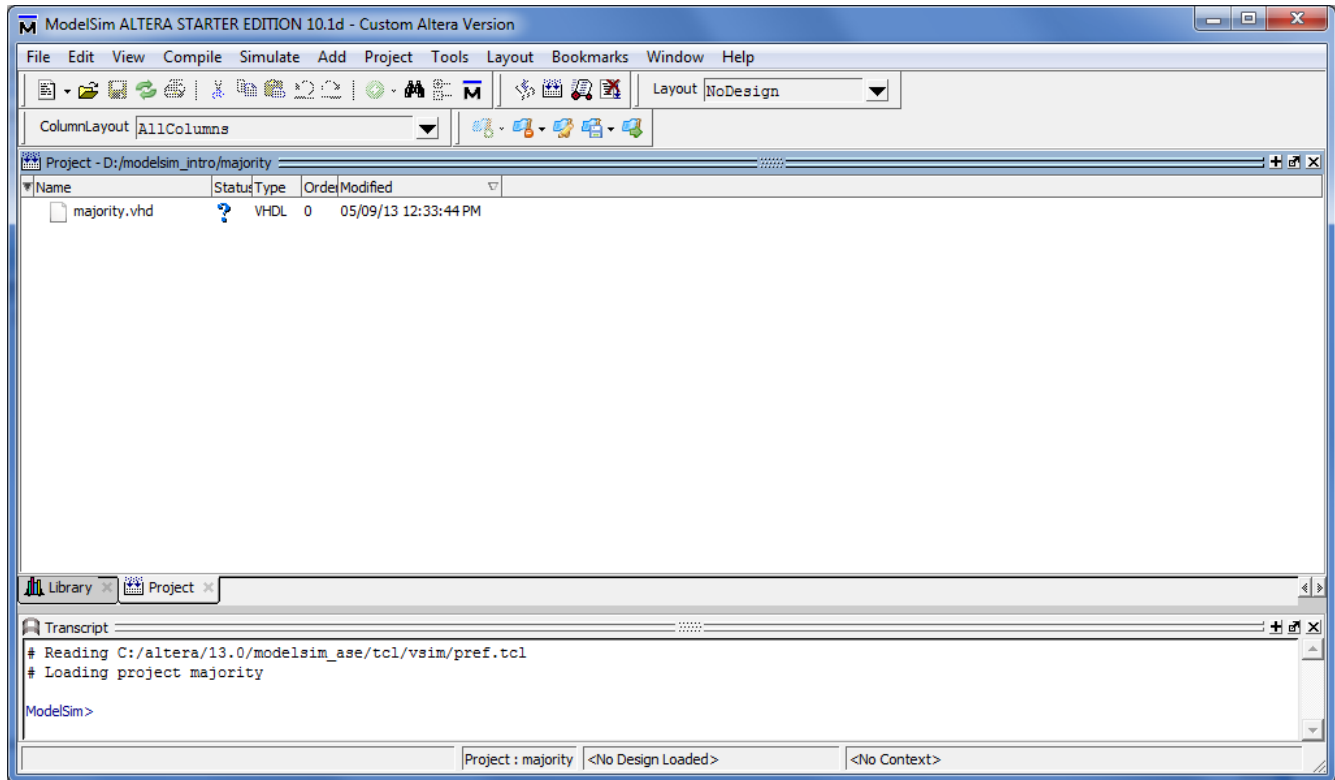 ModelSim ALTERA STARTER EDITION 10.1d - Custom Altera Version
File Edit View Compile Simulate Add Project Tools Layout Bookmarks Window Help
Layout NoDesign
ColumnLayout AllColumns
Project - D:/modelsim_intro/majority
Name Status Type Order Modified
majority.vhd ? VHDL 0 05/09/13 12:33:44 PM
Library Project
Transcript
# Reading C:/altera/13.0/modelsim_ase/tcl/vsim/pref.tcl
# Loading project majority
ModelSim>
Project : majority <No Design Loaded> <No Context>